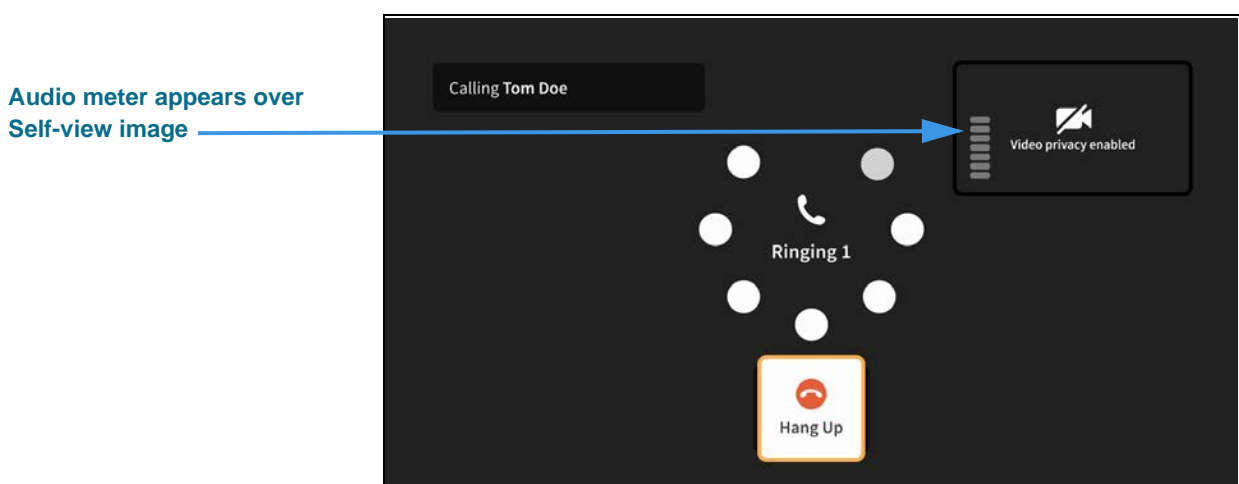 Audio meter appears over
Self-view image
Calling Tom Doe
Video privacy enabled
Ringing 1
Hang Up